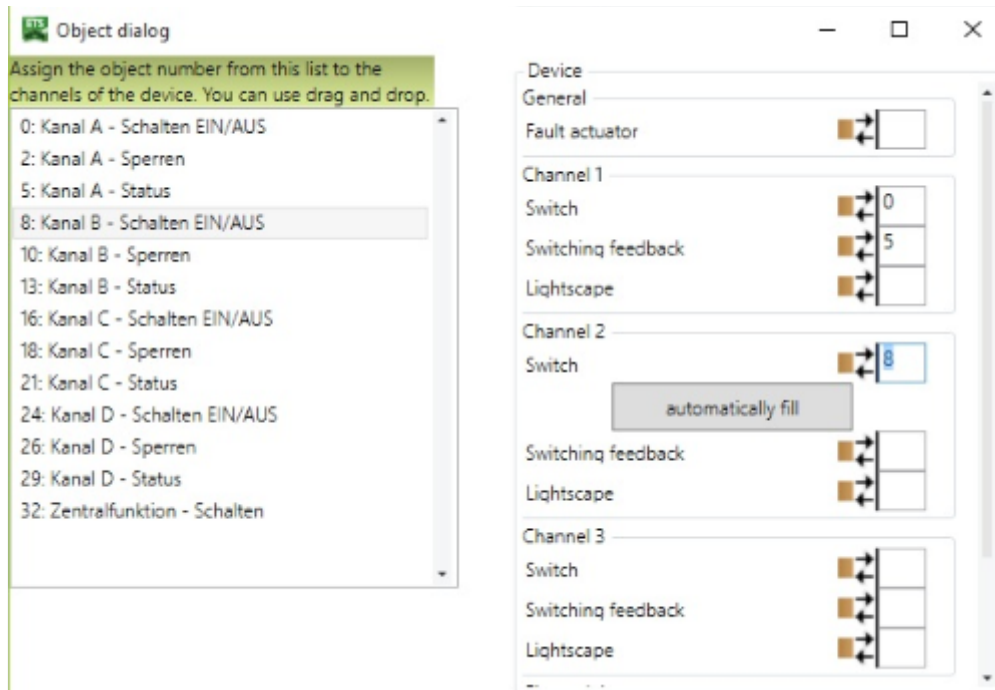 ETS Object dialog
Assign the object number from this list to the
channels of the device. You can use drag and drop.
0: Kanal A - Schalten EIN/AUS
2: Kanal A - Sperren
5: Kanal A - Status
8: Kanal B - Schalten EIN/AUS
10: Kanal B - Sperren
13: Kanal B - Status
16: Kanal C - Schalten EIN/AUS
18: Kanal C - Sperren
21: Kanal C - Status
24: Kanal D - Schalten EIN/AUS
26: Kanal D - Sperren
29: Kanal D - Status
32: Zentralfunktion - Schalten
Device
General
Fault actuator
Channel 1
Switch 0
Switching feedback 5
Lightscape
Channel 2
Switch 8
automatically fill
Switching feedback
Lightscape
Channel 3
Switch
Switching feedback
Lightscape